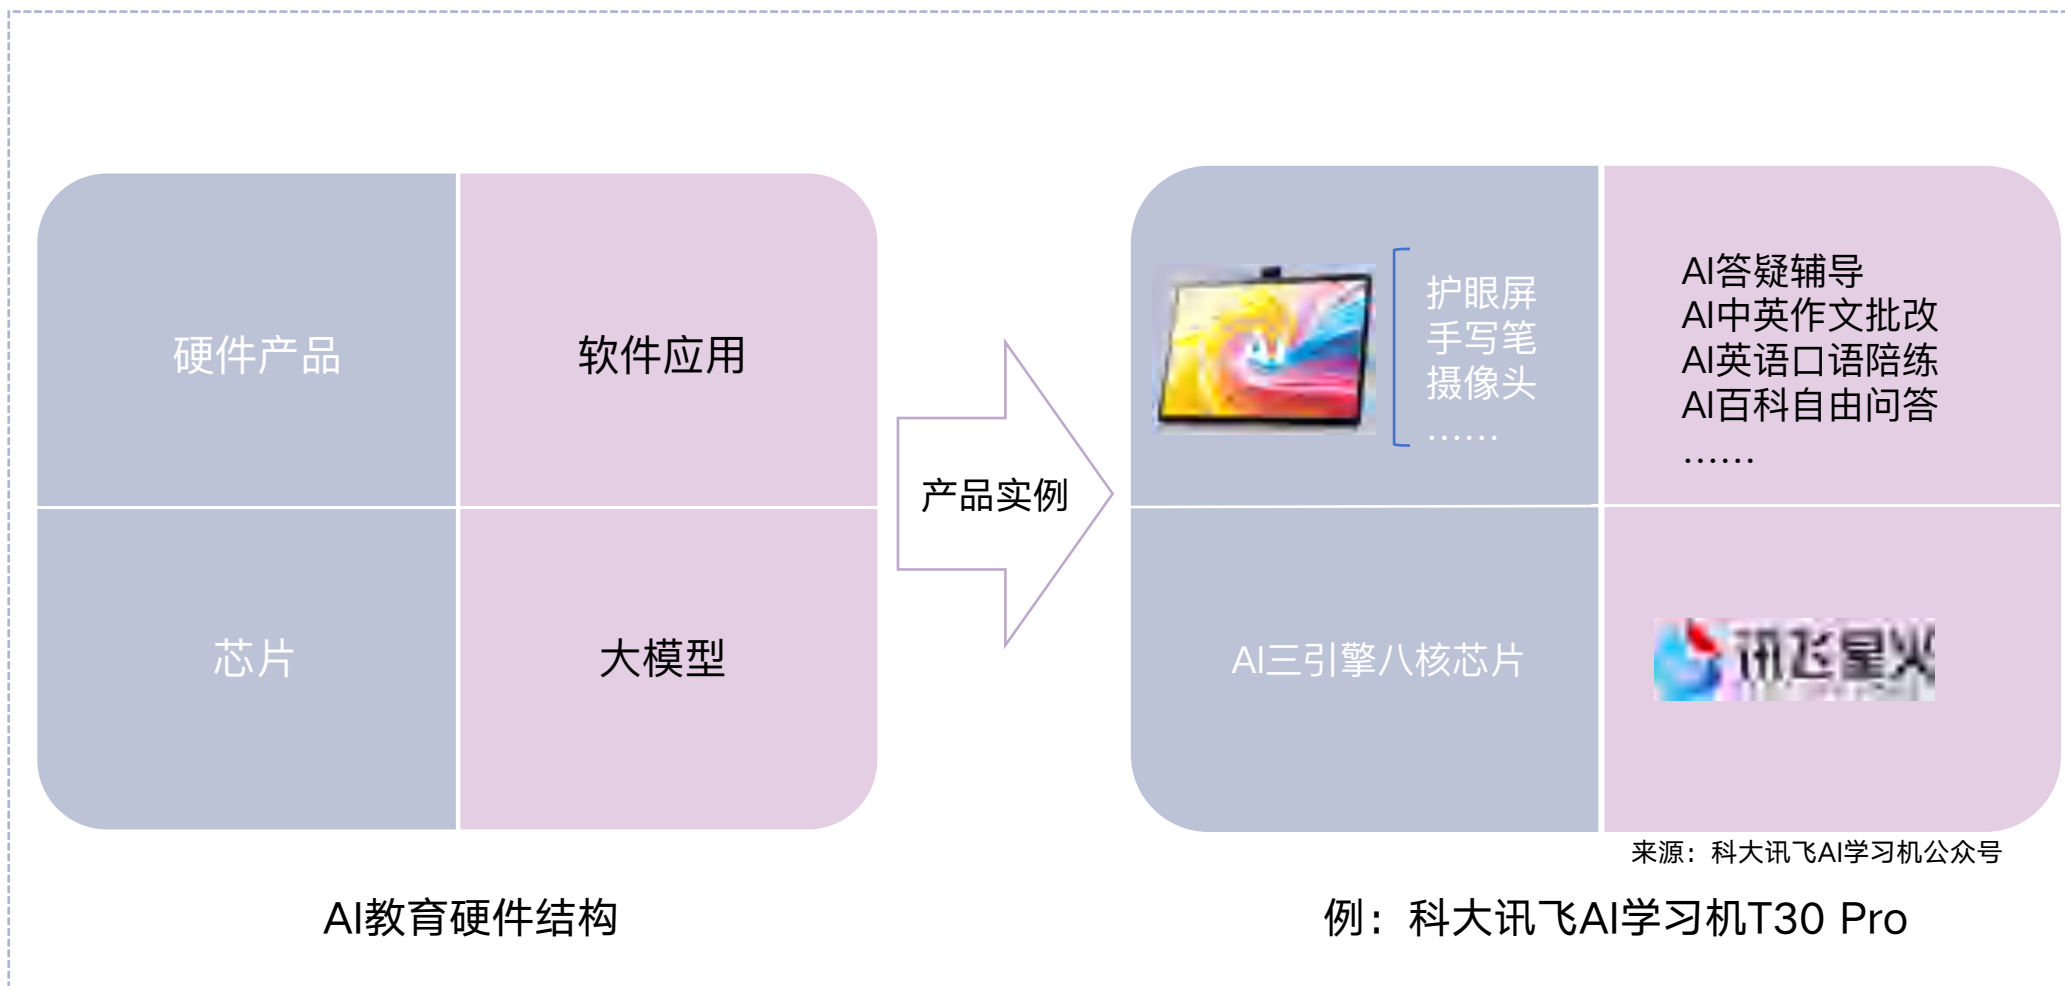 硬件产品
软件应用
芯片
大模型
AI教育硬件结构
产品实例
护眼屏
手写笔
摄像头
……
AI答疑辅导
AI中英作文批改
AI英语口语陪练
AI百科自由问答
……
AI三引擎八核芯片
讯飞星火
来源：科大讯飞AI学习机公众号
例：科大讯飞AI学习机T30 Pro